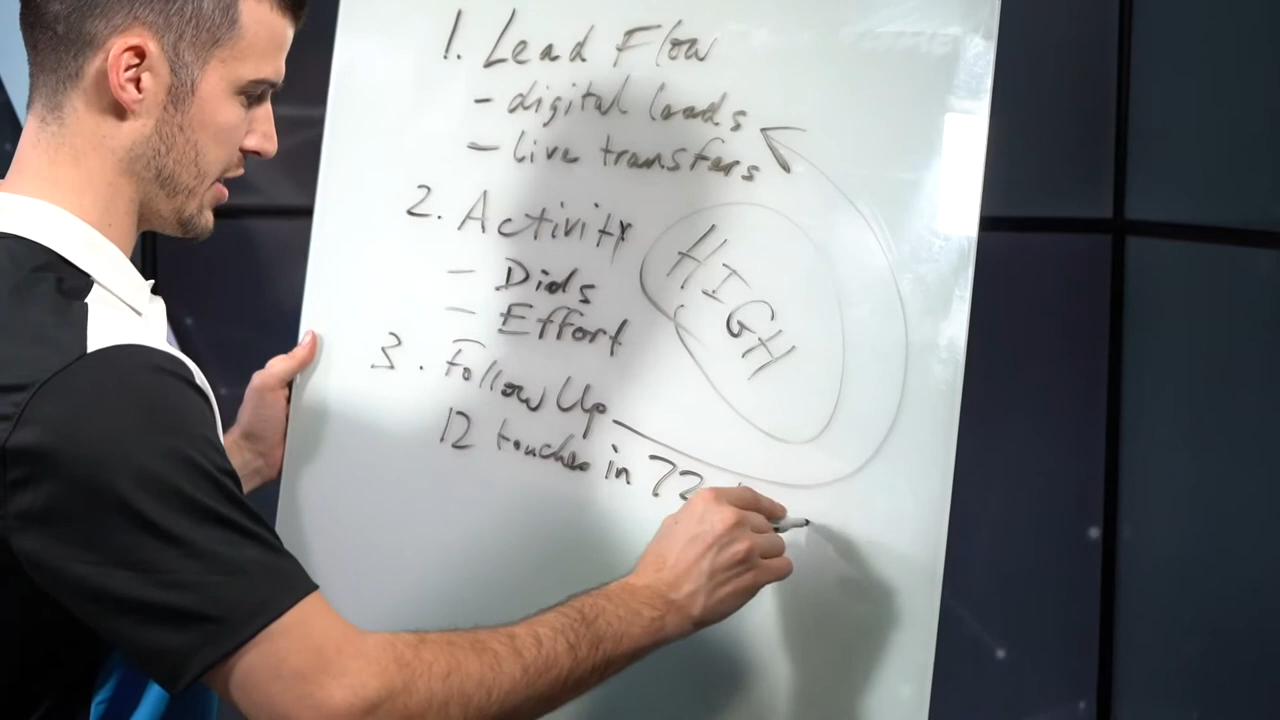 1. Lead Flow
- digital leads
- live transfers
2. Activity
- Dials
- Effort
HIGH
3. Follow Up
12 touches in 72